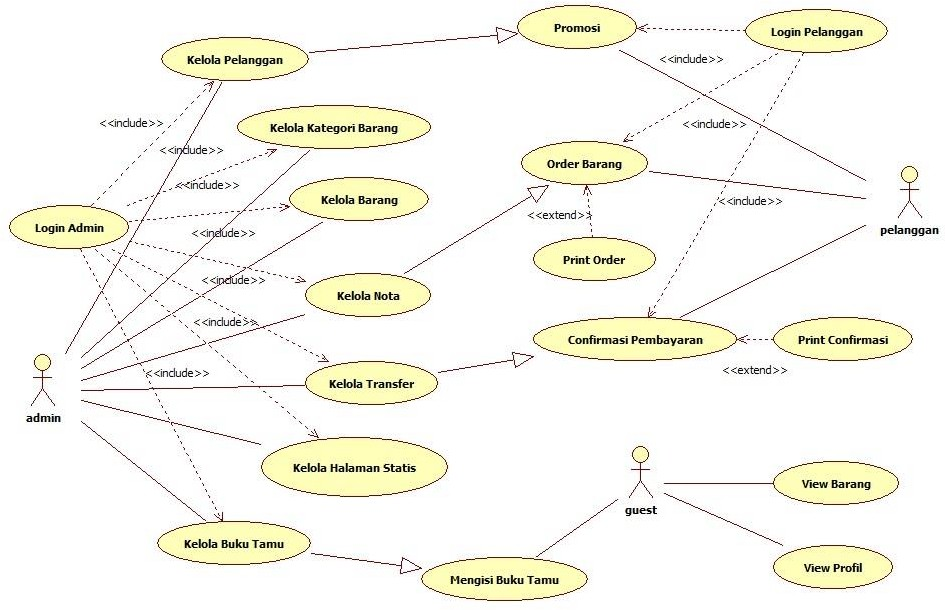 Promosi
Login Pelanggan
Kelola Pelanggan
<<include>>
<<include>>
Kelola Kategori Barang
<<include>>
<<include>>
Order Barang
<<include>>
Kelola Barang
<<include>>
<<extend>>
pelanggan
Login Admin
<<include>>
Print Order
<<include>>
Kelola Nota
<<include>>
Confirmasi Pembayaran
Print Confirmasi
<<include>>
<<extend>>
Kelola Transfer
admin
Kelola Halaman Statis
View Barang
guest
Kelola Buku Tamu
View Profil
Mengisi Buku Tamu